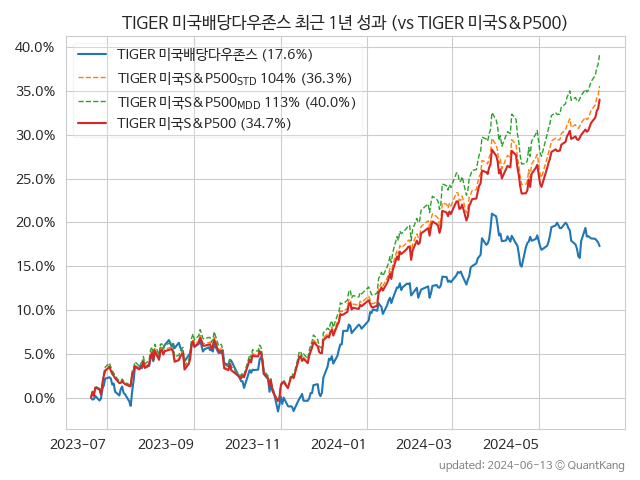 TIGER 미국배당다우존스 최근 1년 성과 (vs TIGER 미국S&P500)
TIGER 미국배당다우존스 (17.6%)
TIGER 미국S&P500STD 104% (36.3%)
TIGER 미국S&P500MDD 113% (40.0%)
TIGER 미국S&P500 (34.7%)
40.0%
35.0%
30.0%
25.0%
20.0%
15.0%
10.0%
5.0%
0.0%
2023-07 2023-09 2023-11 2024-01 2024-03 2024-05
updated: 2024-06-13 © QuantKang